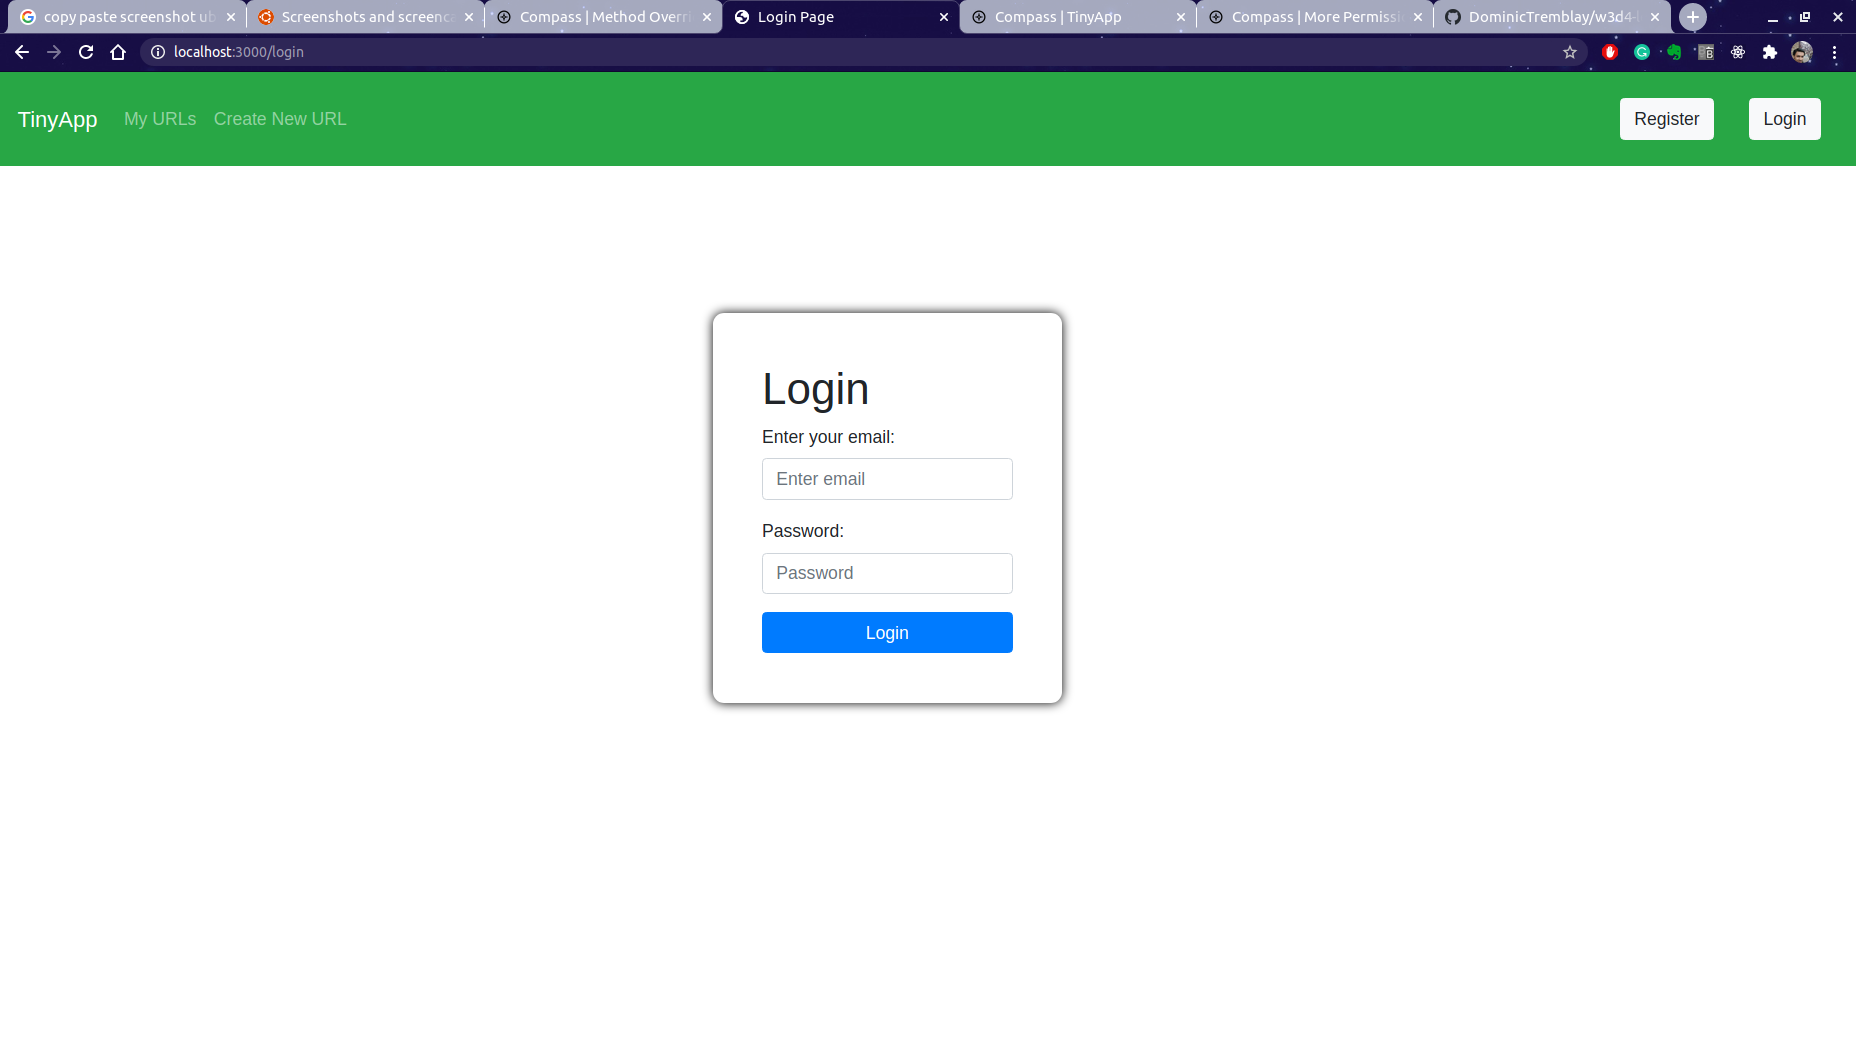 copy paste screenshot ub
Screenshots and screenca
Compass | Method Overri
Login Page
Compass | TinyApp
Compass | More Permissi
DominicTremblay/w3d4-l
localhost:3000/login
TinyApp
My URLs
Create New URL
Register
Login
Login
Enter your email:
Enter email
Password:
Password
Login